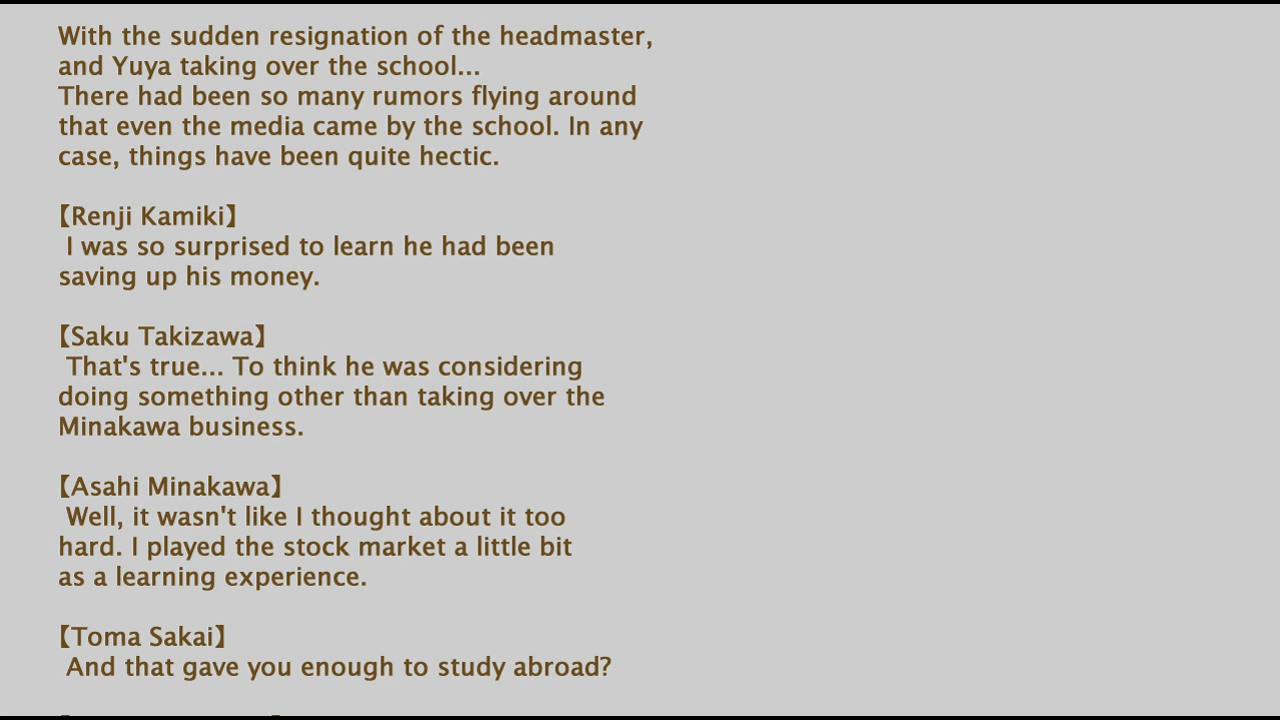 With the sudden resignation of the headmaster,
and Yuya taking over the school...
There had been so many rumors flying around
that even the media came by the school. In any
case, things have been quite hectic.
【Renji Kamiki】
I was so surprised to learn he had been
saving up his money.
【Saku Takizawa】
That's true... To think he was considering
doing something other than taking over the
Minakawa business.
【Asahi Minakawa】
Well, it wasn't like I thought about it too
hard. I played the stock market a little bit
as a learning experience.
【Toma Sakai】
And that gave you enough to study abroad?